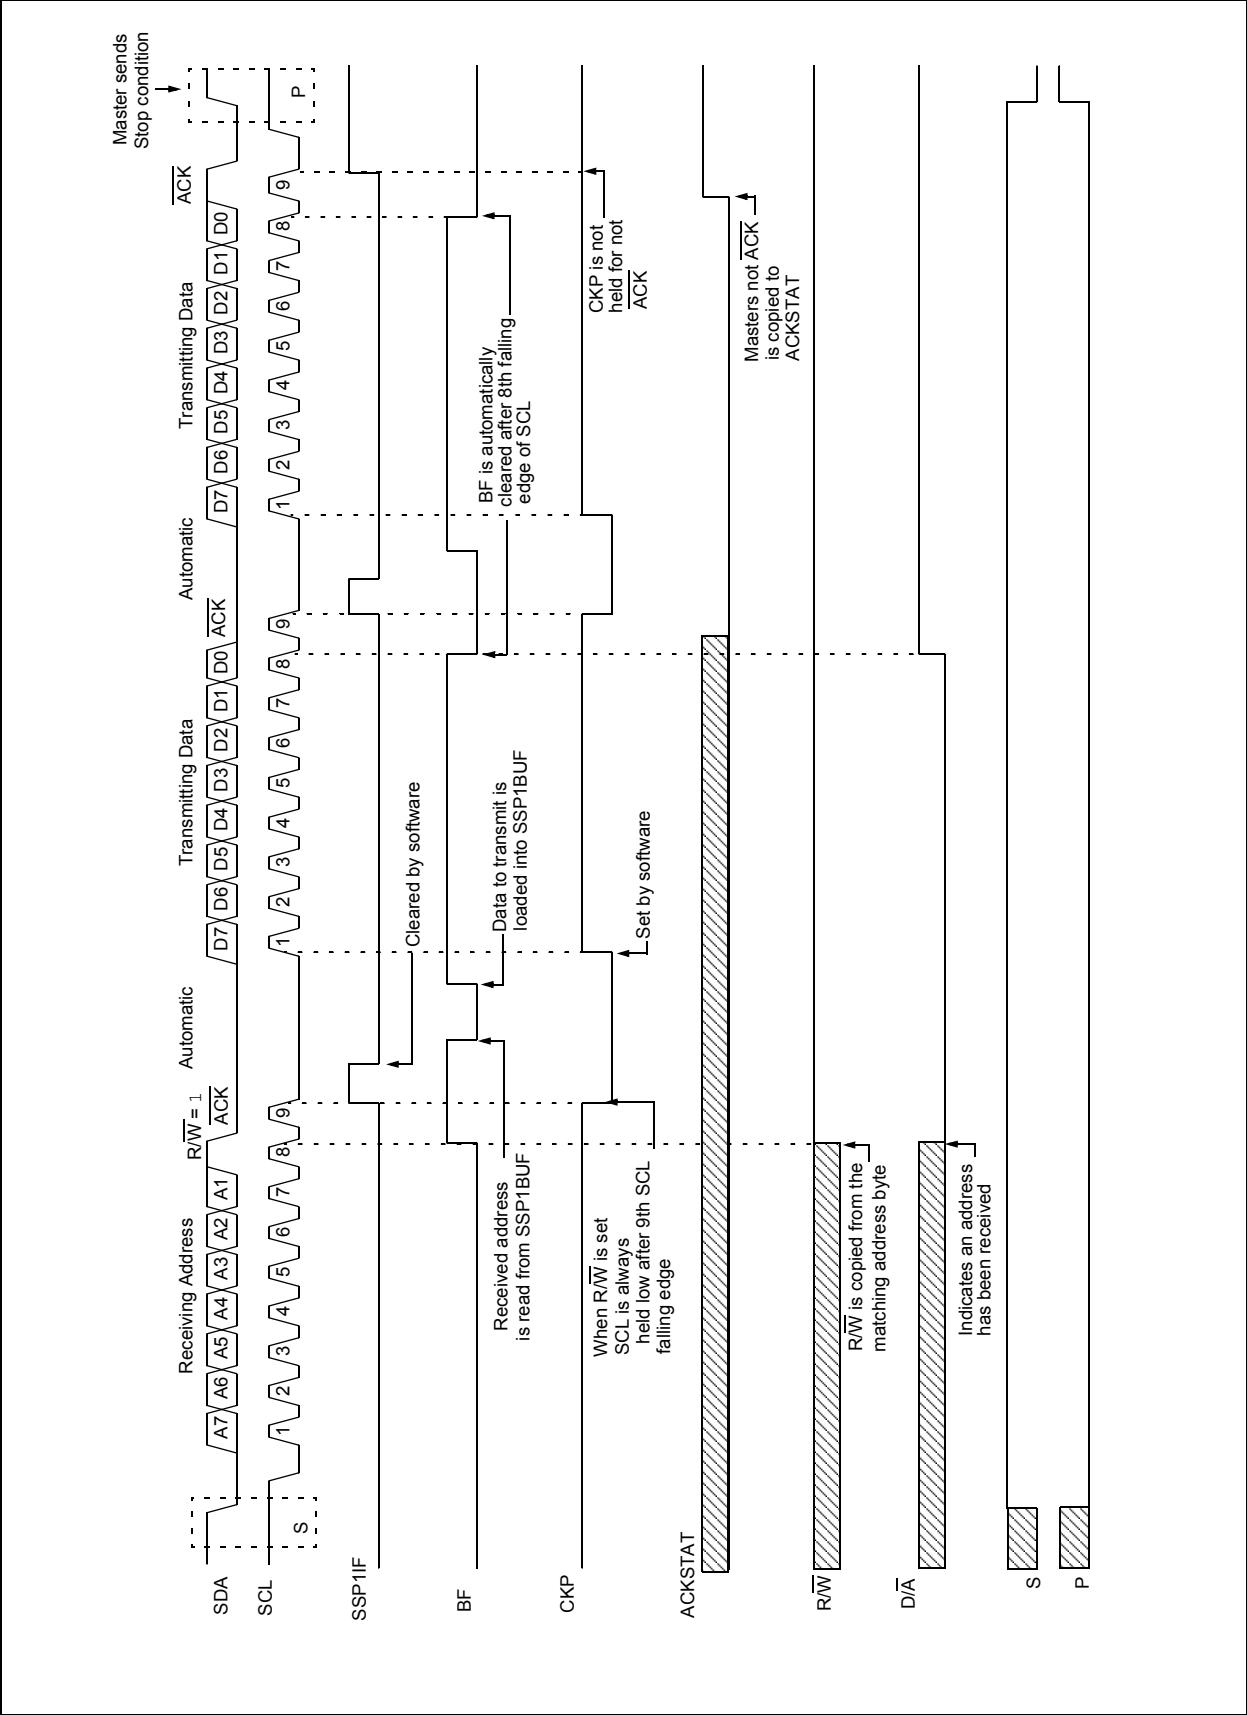 Master sends
Stop condition
Receiving Address
R/W = 1
ACK
Automatic
Transmitting Data
ACK
Automatic
Transmitting Data
ACK
SDA
A7 A6 A5 A4 A3 A2 A1
D7 D6 D5 D4 D3 D2 D1 D0
D7 D6 D5 D4 D3 D2 D1 D0
SCL
S
1 2 3 4 5 6 7 8 9
1 2 3 4 5 6 7 8 9
1 2 3 4 5 6 7 8 9
P
SSP1IF
Cleared by software
BF
Received address
is read from SSP1BUF
Data to transmit is
loaded into SSP1BUF
BF is automatically
cleared after 8th falling
edge of SCL
CKP
When R/W is set
SCL is always
held low after 9th SCL
falling edge
Set by software
CKP is not
held for not
ACK
ACKSTAT
Masters not ACK
is copied to
ACKSTAT
R/W
R/W is copied from the
matching address byte
D/A
Indicates an address
has been received
S
P